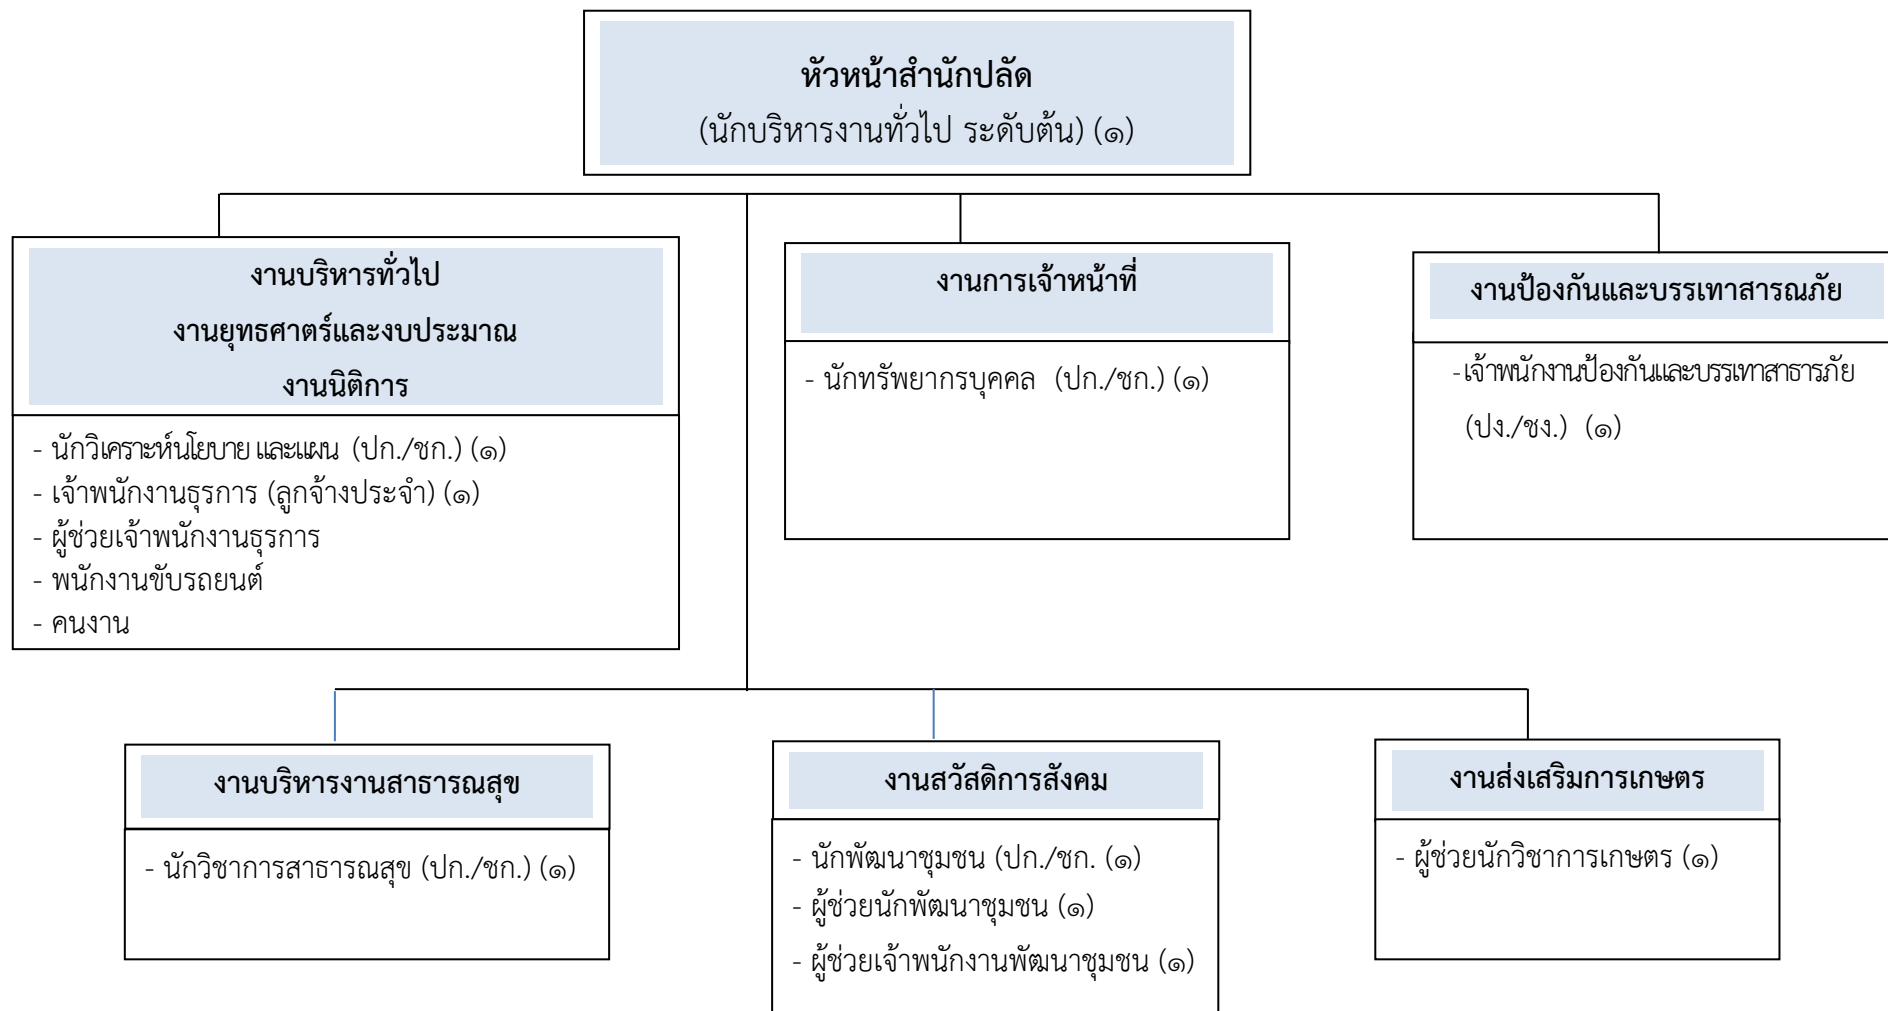 หัวหน้าสำนักปลัด
(นักบริหารงานทั่วไป ระดับต้น) (๑)
งานบริหารทั่วไป
งานยุทธศาตร์และงบประมาณ
งานนิติการ
- นักวิเคราะห์นโยบาย และแผน (ปก./ชก.) (๑)
- เจ้าพนักงานธุรการ (ลูกจ้างประจำ) (๑)
- ผู้ช่วยเจ้าพนักงานธุรการ
- พนักงานขับรถยนต์
- คนงาน
งานการเจ้าหน้าที่
- นักทรัพยากรบุคคล (ปก./ชก.) (๑)
งานป้องกันและบรรเทาสารณภัย
-เจ้าพนักงานป้องกันและบรรเทาสาธารภัย
(ปง./ชง.) (๑)
งานบริหารงานสาธารณสุข
- นักวิชาการสาธารณสุข (ปก./ชก.) (๑)
งานสวัสดิการสังคม
- นักพัฒนาชุมชน (ปก./ชก. (๑)
- ผู้ช่วยนักพัฒนาชุมชน (๑)
- ผู้ช่วยเจ้าพนักงานพัฒนาชุมชน (๑)
งานส่งเสริมการเกษตร
- ผู้ช่วยนักวิชาการเกษตร (๑)